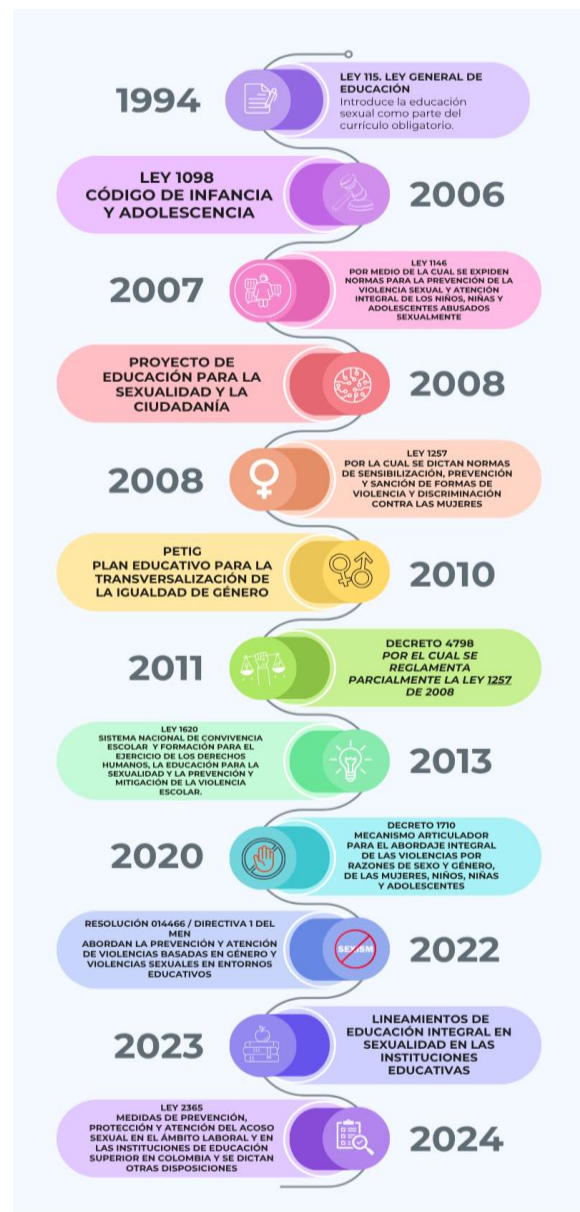 1994
LEY 115. LEY GENERAL DE
EDUCACIÓN
Introduce la educación
sexual como parte del
currículo obligatorio.
LEY 1098
CÓDIGO DE INFANCIA
Y ADOLESCENCIA
2006
2007
LEY 1146
POR MEDIO DE LA CUAL SE EXPIDEN
NORMAS PARA LA PREVENCIÓN DE LA
VIOLENCIA SEXUAL Y ATENCIÓN
INTEGRAL DE LOS NIÑOS, NIÑAS Y
ADOLESCENTES ABUSADOS
SEXUALMENTE
PROYECTO DE
EDUCACIÓN PARA LA
SEXUALIDAD Y LA
CIUDADANÍA
2008
2008
LEY 1257
POR LA CUAL SE DICTAN NORMAS
DE SENSIBILIZACIÓN, PREVENCIÓN
Y SANCIÓN DE FORMAS DE
VIOLENCIA Y DISCRIMINACIÓN
CONTRA LAS MUJERES
PETIG
PLAN EDUCATIVO PARA LA
TRANSVERSALIZACIÓN DE
LA IGUALDAD DE GÉNERO
2010
2011
DECRETO 4798
POR EL CUAL SE
REGLAMENTA
PARCIALMENTE LA LEY 1257
DE 2008
LEY 1620
SISTEMA NACIONAL DE CONVIVENCIA
ESCOLAR Y FORMACIÓN PARA EL
EJERCICIO DE LOS DERECHOS
HUMANOS, LA EDUCACIÓN PARA LA
SEXUALIDAD Y LA PREVENCIÓN Y
MITIGACIÓN DE LA VIOLENCIA
ESCOLAR.
2013
2020
DECRETO 1710
MECANISMO ARTICULADOR
PARA EL ABORDAJE INTEGRAL
DE LAS VIOLENCIAS POR
RAZONES DE SEXO Y GÉNERO,
DE LAS MUJERES, NIÑOS, NIÑAS
Y ADOLESCENTES
RESOLUCIÓN 014466 / DIRECTIVA 1 DEL
MEN
ABORDAN LA PREVENCIÓN Y ATENCIÓN
DE VIOLENCIAS BASADAS EN GÉNERO Y
VIOLENCIAS SEXUALES EN ENTORNOS
EDUCATIVOS
SEXISM
2022
2023
LINEAMIENTOS DE
EDUCACIÓN INTEGRAL EN
SEXUALIDAD EN LAS
INSTITUCIONES
EDUCATIVAS
LEY 2365
MEDIDAS DE PREVENCIÓN,
PROTECCIÓN Y ATENCIÓN DEL ACOSO
SEXUAL EN EL ÁMBITO LABORAL Y EN
LAS INSTITUCIONES DE EDUCACIÓN
SUPERIOR EN COLOMBIA Y SE DICTAN
OTRAS DISPOSICIONES
2024